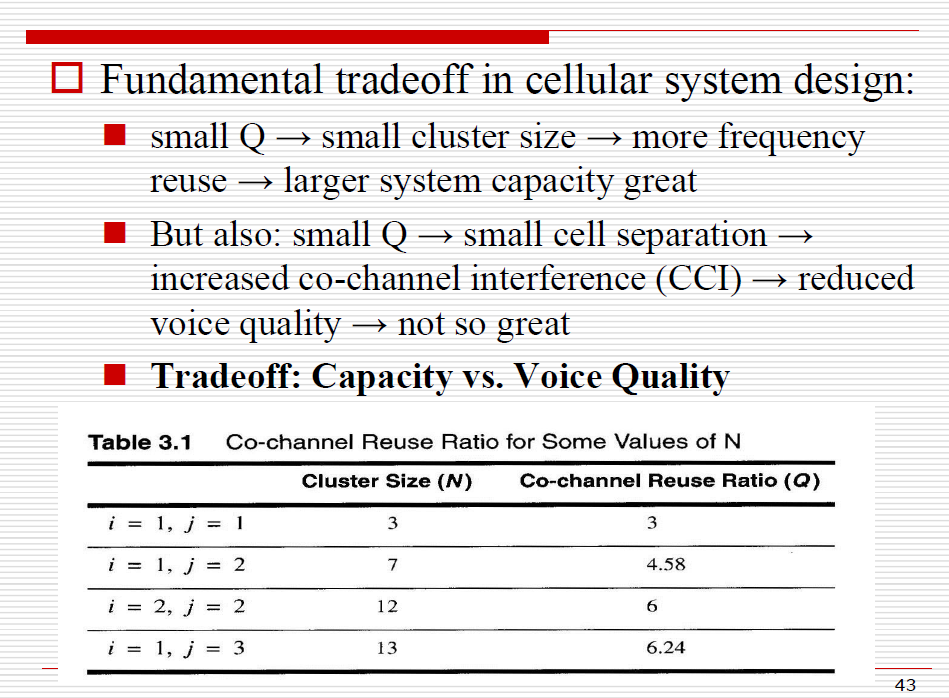 Fundamental tradeoff in cellular system design:
small Q → small cluster size → more frequency
reuse → larger system capacity great
But also: small Q → small cell separation →
increased co-channel interference (CCI) → reduced
voice quality → not so great
Tradeoff: Capacity vs. Voice Quality
Table 3.1 Co-channel Reuse Ratio for Some Values of N
Cluster Size (N) Co-channel Reuse Ratio (Q)
i = 1, j = 1 3 3
i = 1, j = 2 7 4.58
i = 2, j = 2 12 6
i = 1, j = 3 13 6.24
43